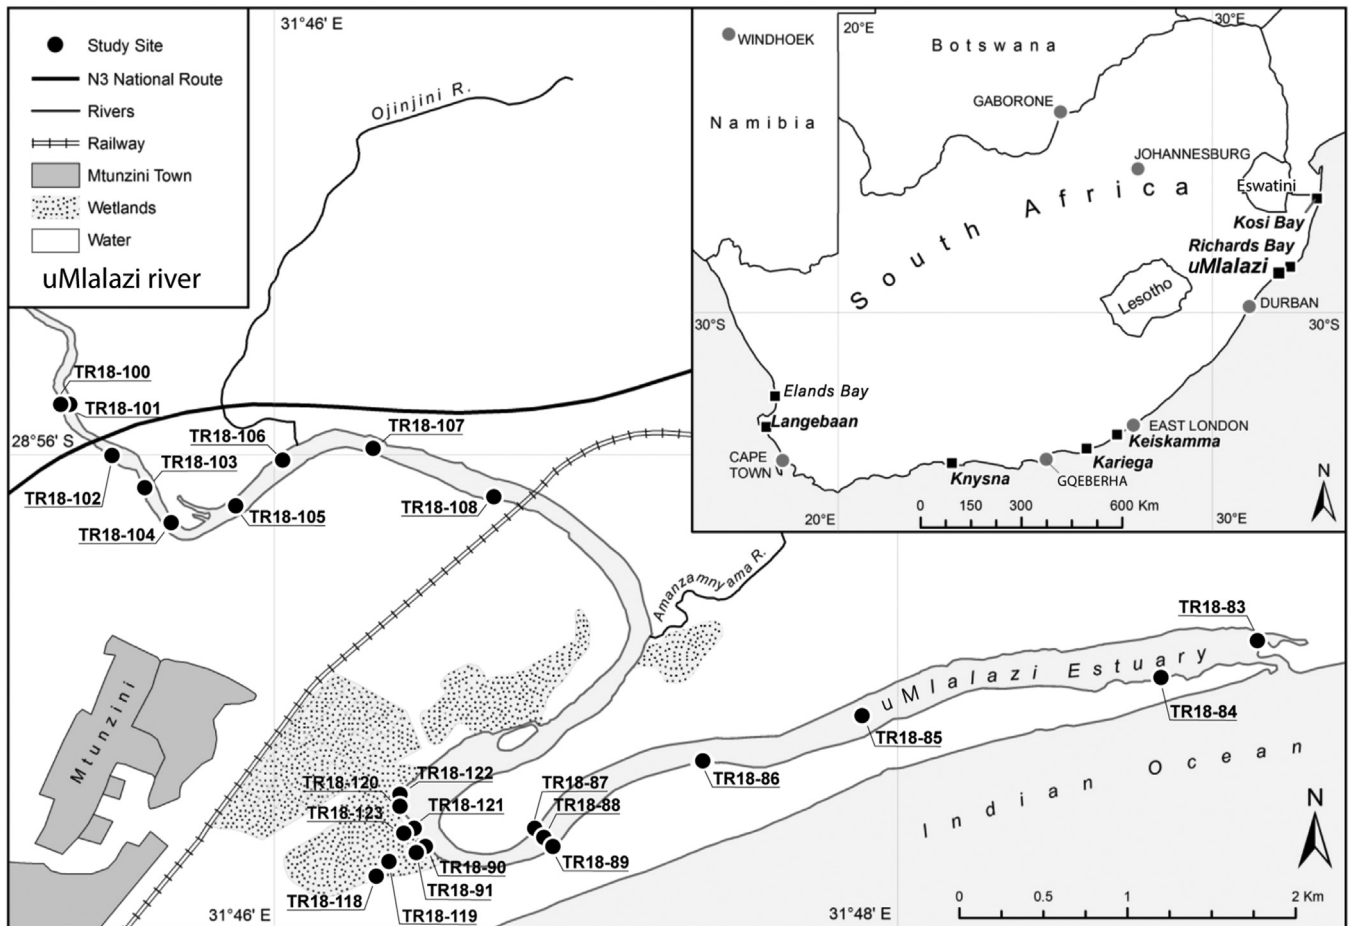 31°46' E
Study Site
N3 National Route
Rivers
Railway
Mtunzini Town
Wetlands
Water
uMlalazi river
Ojinjini R.
20°E
30°E
WINDHOEK
Botswana
GABORONE
Namibia
JOHANNESBURG
South Africa
Eswatini
Kosi Bay
Richards Bay
uMlalazi
Lesotho
DURBAN
30°S
30°S
Elands Bay
Langebaan
EAST LONDON
Keiskamma
CAPE
TOWN
Kariega
Knysna
GQEBERHA
N
0 150 300 600 Km
20°E
30°E
TR18-100
TR18-101
28°56' S
TR18-106
TR18-107
TR18-103
TR18-102
TR18-108
TR18-105
TR18-104
Amanzamnyama R.
TR18-83
uMlalazi Estuary
TR18-84
TR18-85
TR18-86
Mtunzini
Indian Ocean
TR18-122
TR18-120
TR18-87
TR18-88
TR18-121
TR18-123
TR18-89
TR18-90
TR18-91
TR18-118
TR18-119
N
0 0.5 1 2 Km
31°46' E
31°48' E